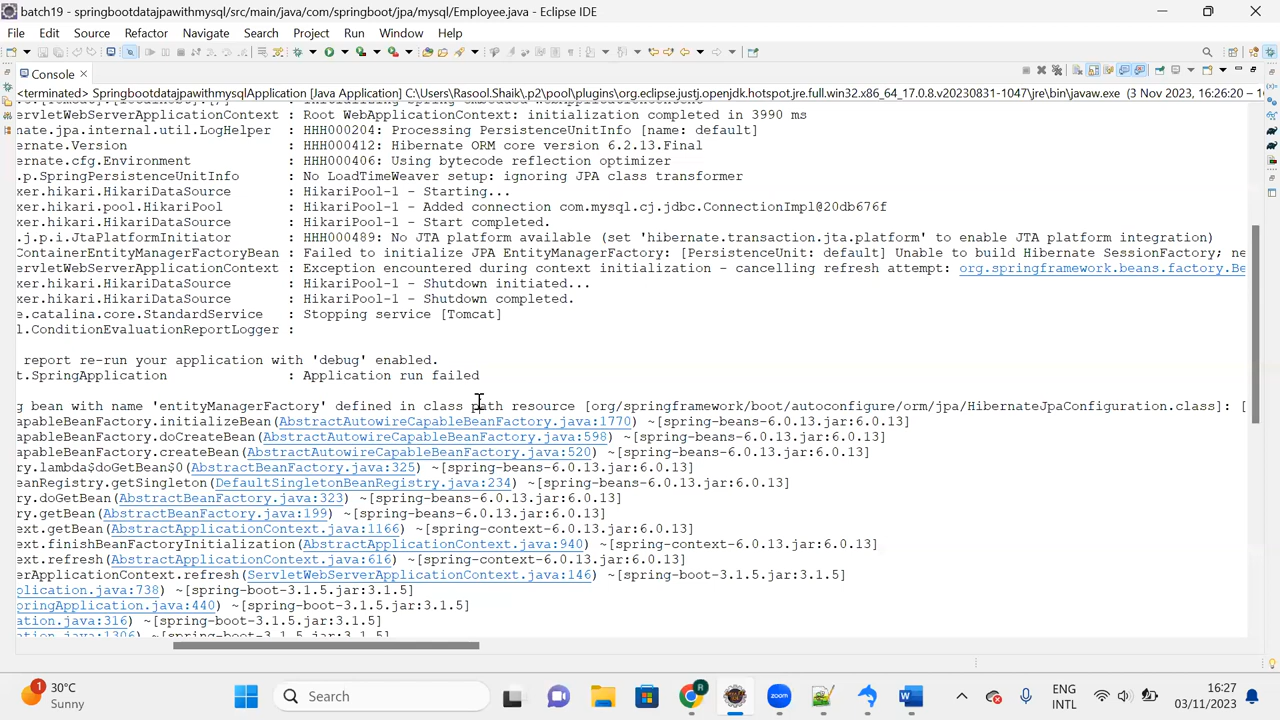 batch19 - springbootdatajpawithmysql/src/main/java/com/springboot/jpa/mysql/Employee.java - Eclipse IDE
File Edit Source Refactor Navigate Search Project Run Window Help
Console
<terminated> SpringbootdatajpawithmysqlApplication [Java Application] C:\Users\Rasool.Shaik\.p2\pool\plugins\org.eclipse.justj.openjdk.hotspot.jre.full.win32.x86_64_17.0.8.v20230831-1047\jre\bin\javaw.exe (3 Nov 2023, 16:26:20 – 16
ervletWebServerApplicationContext : Root WebApplicationContext: initialization completed in 3990 ms
nate.jpa.internal.util.LogHelper : HHH000204: Processing PersistenceUnitInfo [name: default]
ernate.Version : HHH000412: Hibernate ORM core version 6.2.13.Final
ernate.cfg.Environment : HHH000406: Using bytecode reflection optimizer
.p.SpringPersistenceUnitInfo : No LoadTimeWeaver setup: ignoring JPA class transformer
xer.hikari.HikariDataSource : HikariPool-1 - Starting...
xer.hikari.pool.HikariPool : HikariPool-1 - Added connection com.mysql.cj.jdbc.ConnectionImpl@20db676f
xer.hikari.HikariDataSource : HikariPool-1 - Start completed.
.j.p.i.JtaPlatformInitiator : HHH000489: No JTA platform available (set 'hibernate.transaction.jta.platform' to enable JTA platform integration)
ContainerEntityManagerFactoryBean : Failed to initialize JPA EntityManagerFactory: [PersistenceUnit: default] Unable to build Hibernate SessionFactory; ne
ervletWebServerApplicationContext : Exception encountered during context initialization - cancelling refresh attempt: org.springframework.beans.factory.Be
xer.hikari.HikariDataSource : HikariPool-1 - Shutdown initiated...
xer.hikari.HikariDataSource : HikariPool-1 - Shutdown completed.
e.catalina.core.StandardService : Stopping service [Tomcat]
l.ConditionEvaluationReportLogger :
report re-run your application with 'debug' enabled.
t.SpringApplication : Application run failed
g bean with name 'entityManagerFactory' defined in class path resource [org/springframework/boot/autoconfigure/orm/jpa/HibernateJpaConfiguration.class]: [
apableBeanFactory.initializeBean(AbstractAutowireCapableBeanFactory.java:1770) ~[spring-beans-6.0.13.jar:6.0.13]
apableBeanFactory.doCreateBean(AbstractAutowireCapableBeanFactory.java:598) ~[spring-beans-6.0.13.jar:6.0.13]
apableBeanFactory.createBean(AbstractAutowireCapableBeanFactory.java:520) ~[spring-beans-6.0.13.jar:6.0.13]
ry.lambda$doGetBean$0(AbstractBeanFactory.java:325) ~[spring-beans-6.0.13.jar:6.0.13]
eanRegistry.getSingleton(DefaultSingletonBeanRegistry.java:234) ~[spring-beans-6.0.13.jar:6.0.13]
ry.doGetBean(AbstractBeanFactory.java:323) ~[spring-beans-6.0.13.jar:6.0.13]
ry.getBean(AbstractBeanFactory.java:199) ~[spring-beans-6.0.13.jar:6.0.13]
ext.getBean(AbstractApplicationContext.java:1166) ~[spring-context-6.0.13.jar:6.0.13]
ext.finishBeanFactoryInitialization(AbstractApplicationContext.java:940) ~[spring-context-6.0.13.jar:6.0.13]
ext.refresh(AbstractApplicationContext.java:616) ~[spring-context-6.0.13.jar:6.0.13]
erApplicationContext.refresh(ServletWebServerApplicationContext.java:146) ~[spring-boot-3.1.5.jar:3.1.5]
plication.java:738) ~[spring-boot-3.1.5.jar:3.1.5]
pringApplication.java:440) ~[spring-boot-3.1.5.jar:3.1.5]
ation.java:316) ~[spring-boot-3.1.5.jar:3.1.5]
ation.java:1306) ~[spring-boot-3.1.5.jar:3.1.5]
30°C
Sunny
Search
ENG
INTL
16:27
03/11/2023